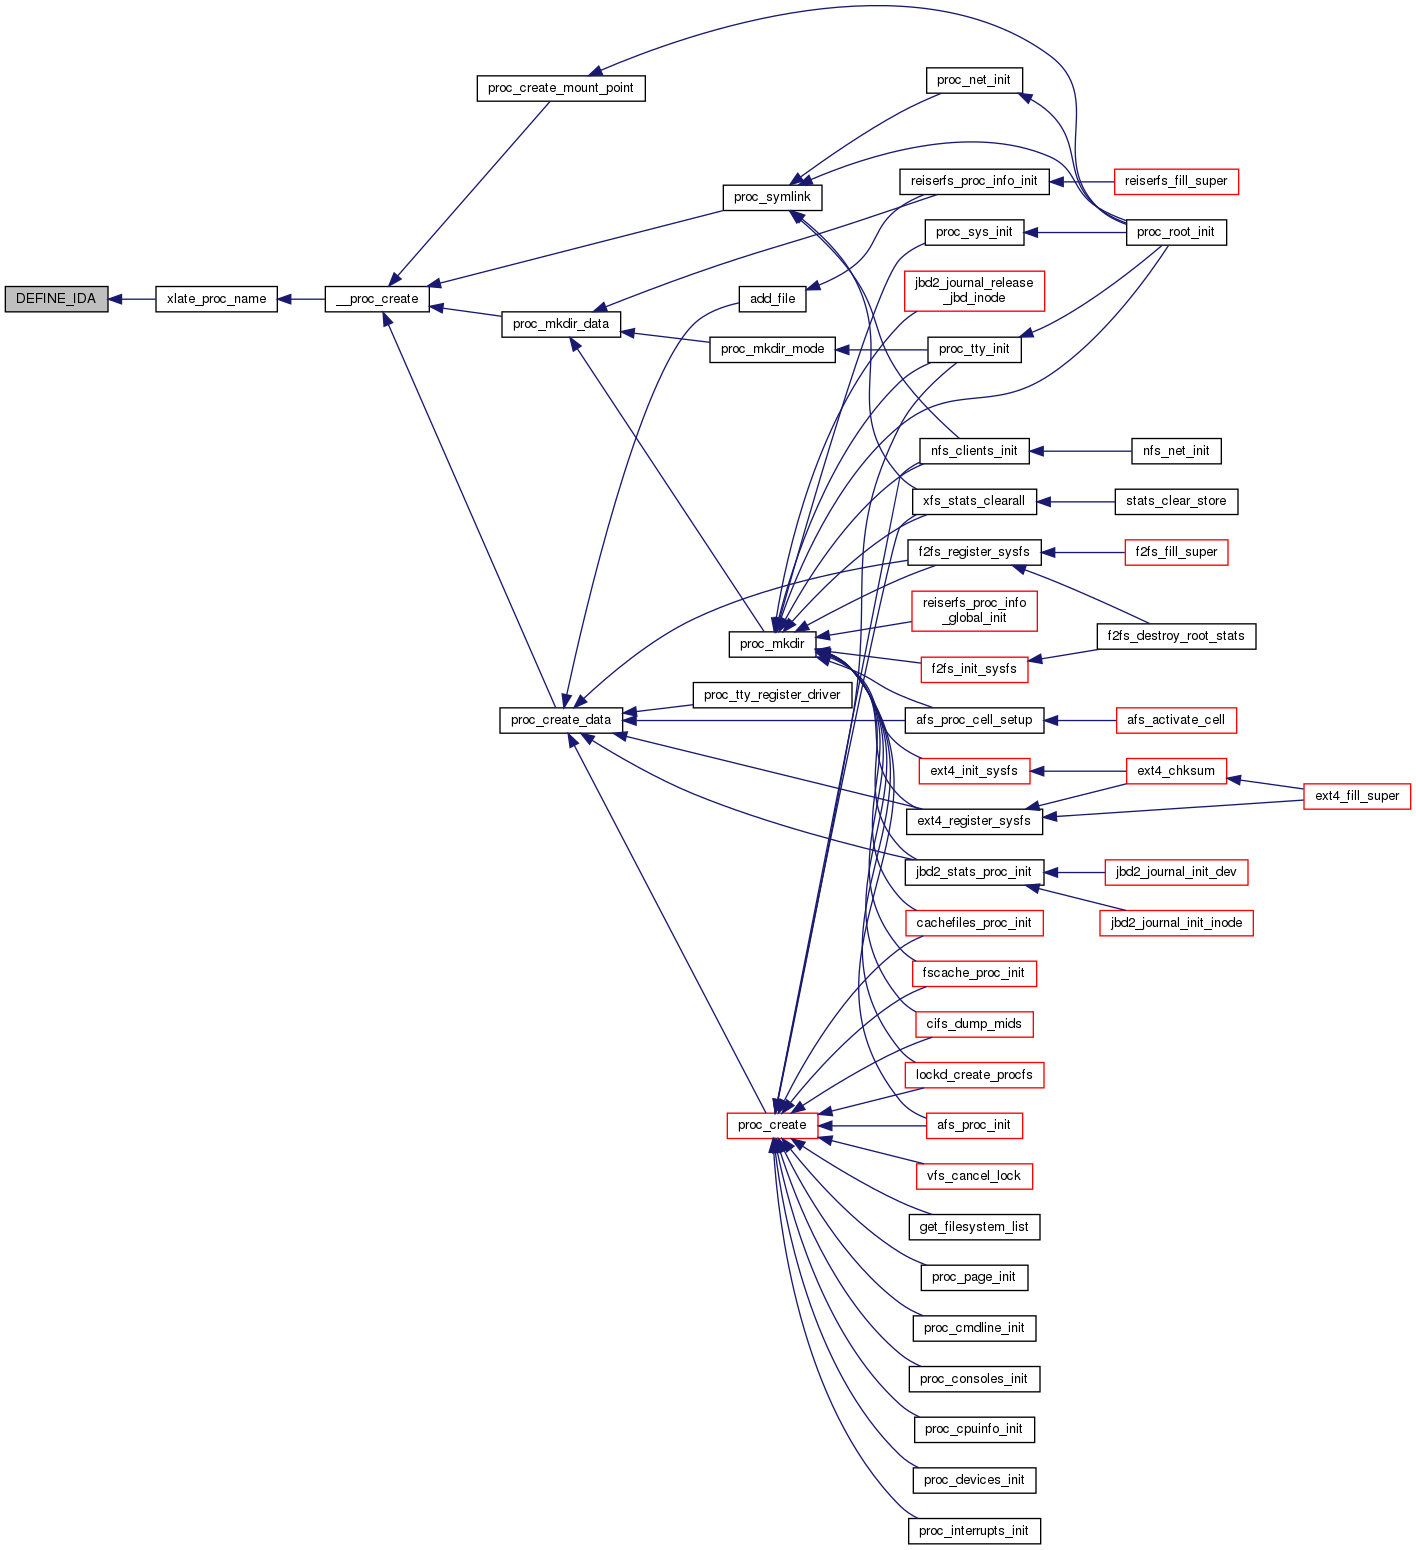 proc_create_mount_point
proc_net_init
reiserfs_proc_info_init
reiserfs_fill_super
proc_symlink
proc_sys_init
proc_root_init
DEFINE_IDA
xlate_proc_name
__proc_create
add_file
jbd2_journal_release
_jbd_inode
proc_mkdir_data
proc_mkdir_mode
proc_tty_init
nfs_clients_init
nfs_net_init
xfs_stats_clearall
stats_clear_store
f2fs_register_sysfs
f2fs_fill_super
reiserfs_proc_info
_global_init
proc_mkdir
f2fs_destroy_root_stats
f2fs_init_sysfs
proc_tty_register_driver
proc_create_data
afs_proc_cell_setup
afs_activate_cell
ext4_init_sysfs
ext4_chksum
ext4_fill_super
ext4_register_sysfs
jbd2_stats_proc_init
jbd2_journal_init_dev
cachefiles_proc_init
jbd2_journal_init_inode
fscache_proc_init
cifs_dump_mids
lockd_create_procfs
proc_create
afs_proc_init
vfs_cancel_lock
get_filesystem_list
proc_page_init
proc_cmdline_init
proc_consoles_init
proc_cpuinfo_init
proc_devices_init
proc_interrupts_init